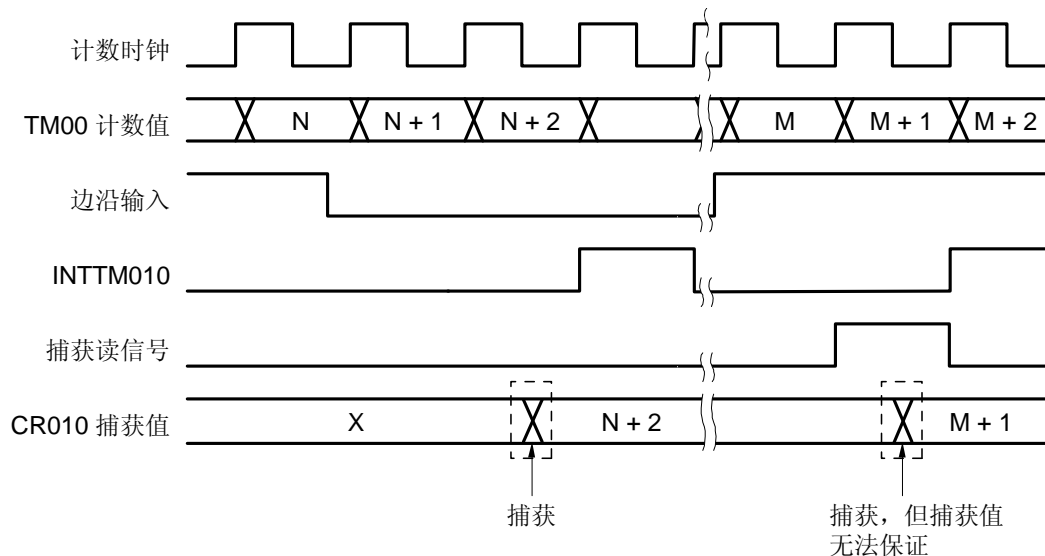 计数时钟
TM00 计数值
N
N + 1
N + 2
M
M + 1
M + 2
边沿输入
INTTM010
捕获读信号
CR010 捕获值
X
N + 2
M + 1
捕获
捕获，但捕获值
无法保证